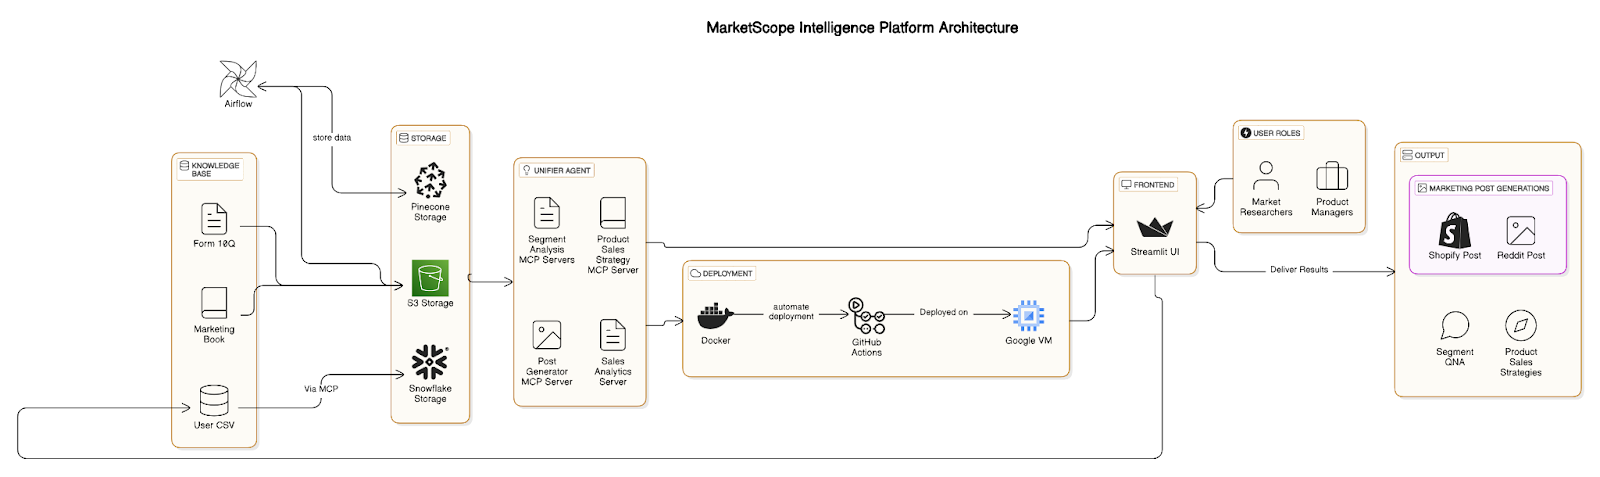 MarketScope Intelligence Platform Architecture
Airflow
store data
KNOWLEDGE
BASE
Form 10Q
Marketing
Book
User CSV
Via MCP
STORAGE
Pinecone
Storage
S3 Storage
Snowflake
Storage
UNIFIER AGENT
Segment
Analysis
MCP Servers
Product
Sales
Strategy
MCP Server
Post
Generator
MCP Server
Sales
Analytics
Server
DEPLOYMENT
Docker
automate
deployment
GitHub
Actions
Deployed on
Google VM
FRONTEND
Streamlit UI
USER ROLES
Market
Researchers
Product
Managers
Deliver Results
OUTPUT
MARKETING POST GENERATIONS
Shopify Post
Reddit Post
Segment
QNA
Product
Sales
Strategies